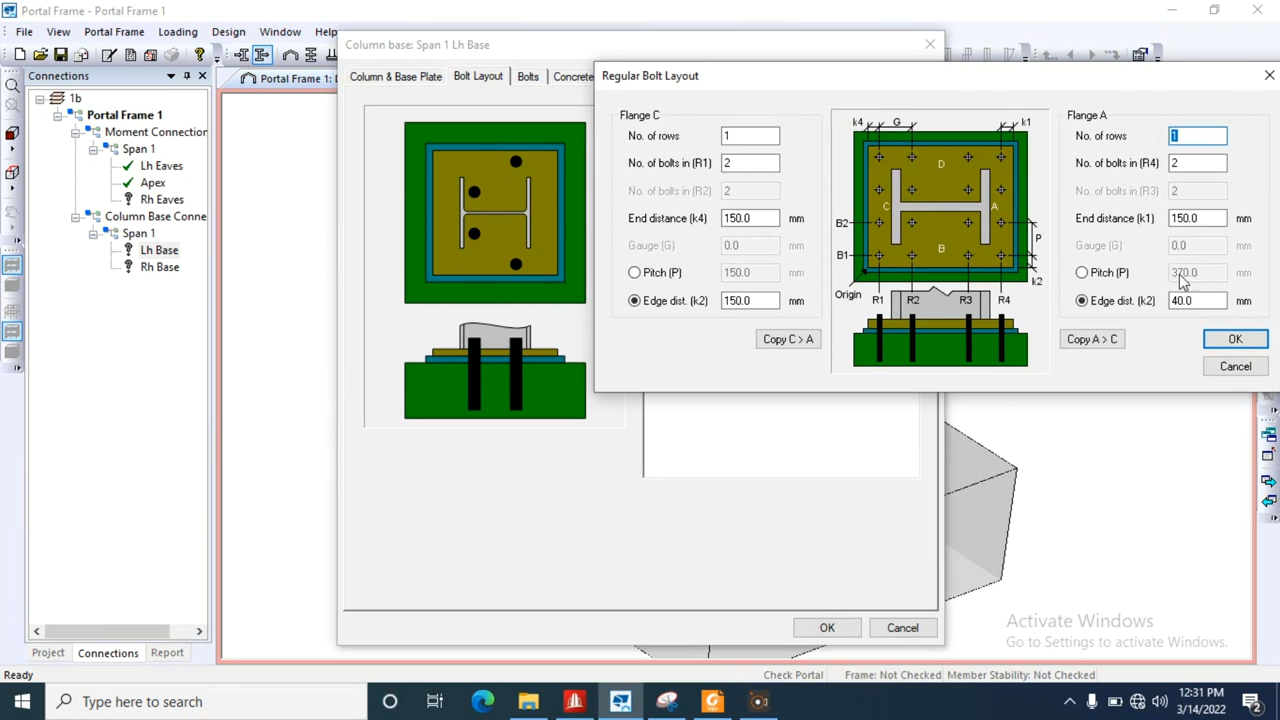 Portal Frame - Portal Frame 1
File View Portal Frame Loading Design Window Help
Connections
Portal Frame 1: D
1b
Portal Frame 1
Moment Connection
Span 1
Lh Eaves
Apex
Rh Eaves
Column Base Conne
Span 1
Lh Base
Rh Base
Project Connections Report
Column base: Span 1 Lh Base
Column & Base Plate Bolt Layout Bolts Concrete
OK Cancel
Regular Bolt Layout
Flange C
No. of rows 1
No. of bolts in (R1) 2
No. of bolts in (R2) 2
End distance (k4) 150.0 mm
Gauge (G) 0.0 mm
Pitch (P) 150.0 mm
Edge dist. (k2) 150.0 mm
Copy C > A
k4 G k1
D
C A
B2
B
P
B1
k2
Origin R1 R2 R3 R4
Flange A
No. of rows 1
No. of bolts in (R4) 2
No. of bolts in (R3) 2
End distance (k1) 150.0 mm
Gauge (G) 0.0 mm
Pitch (P) 370.0 mm
Edge dist. (k2) 40.0 mm
Copy A > C OK
Cancel
Activate Windows
Go to Settings to activate Windows.
Ready Check Portal Frame: Not Checked Member Stability: Not Checked
Type here to search
12:31 PM
3/14/2022
2